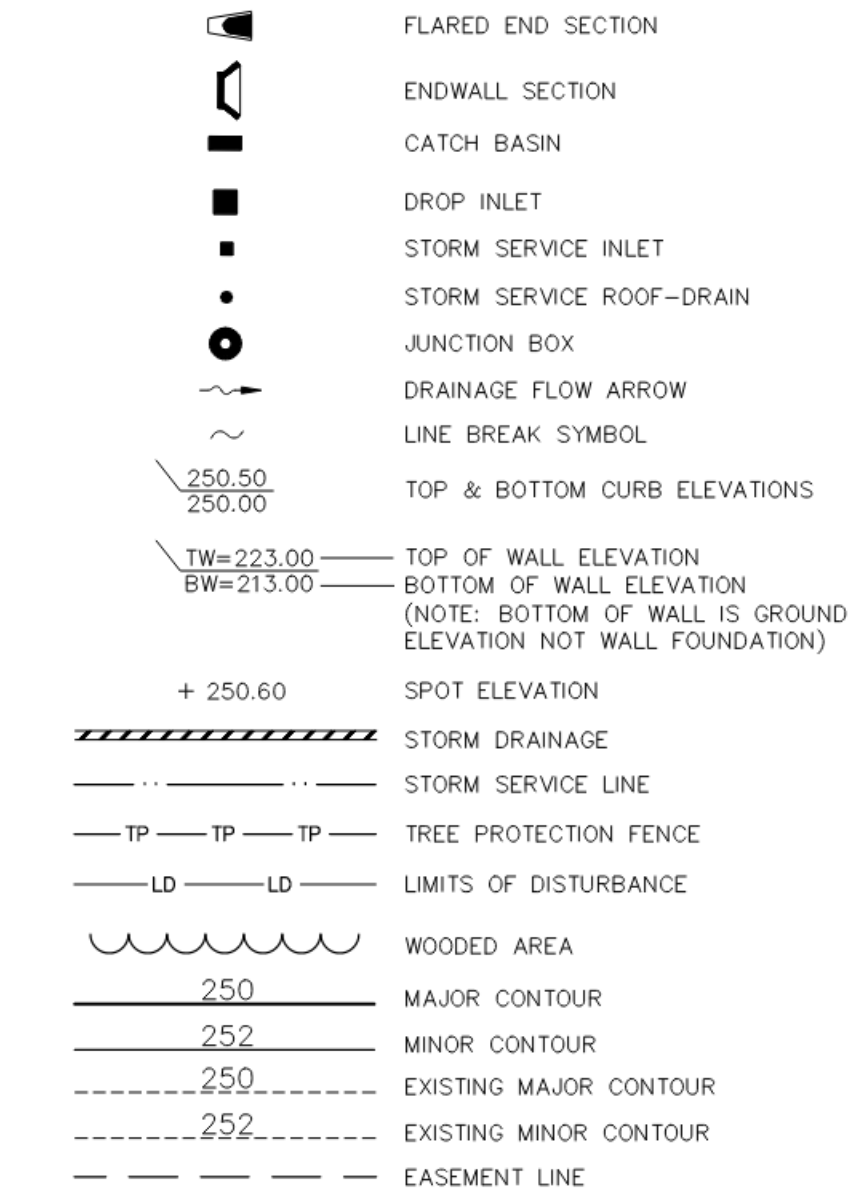 FLARED END SECTION
ENDWALL SECTION
CATCH BASIN
DROP INLET
STORM SERVICE INLET
STORM SERVICE ROOF-DRAIN
JUNCTION BOX
DRAINAGE FLOW ARROW
LINE BREAK SYMBOL
250.50
250.00
TOP & BOTTOM CURB ELEVATIONS
TW=223.00 TOP OF WALL ELEVATION
BW=213.00 BOTTOM OF WALL ELEVATION
(NOTE: BOTTOM OF WALL IS GROUND
ELEVATION NOT WALL FOUNDATION)
+ 250.60 SPOT ELEVATION
STORM DRAINAGE
STORM SERVICE LINE
TP TP TP TREE PROTECTION FENCE
LD LD LIMITS OF DISTURBANCE
WOODED AREA
250 MAJOR CONTOUR
252 MINOR CONTOUR
250 EXISTING MAJOR CONTOUR
252 EXISTING MINOR CONTOUR
EASEMENT LINE